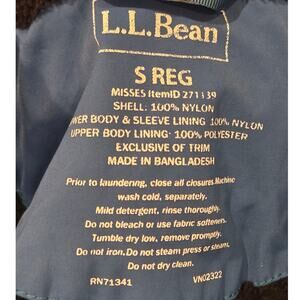 L.L.Bean
S REG
MISSES ItemID 271139
SHELL: 100% NYLON
WER BODY & SLEEVE LINING 100% NYLON
UPPER BODY LINING: 100% POLYESTER
EXCLUSIVE OF TRIM
MADE IN BANGLADESH
Prior to laundering, close all closures. Machine
wash cold, separately.
Mild detergent, rinse thoroughly.
Do not bleach or use fabric softener.
Tumble dry low, remove promptly.
Do not iron. Do not steam press or steam.
Do not dry clean.
RN71341 VN02322